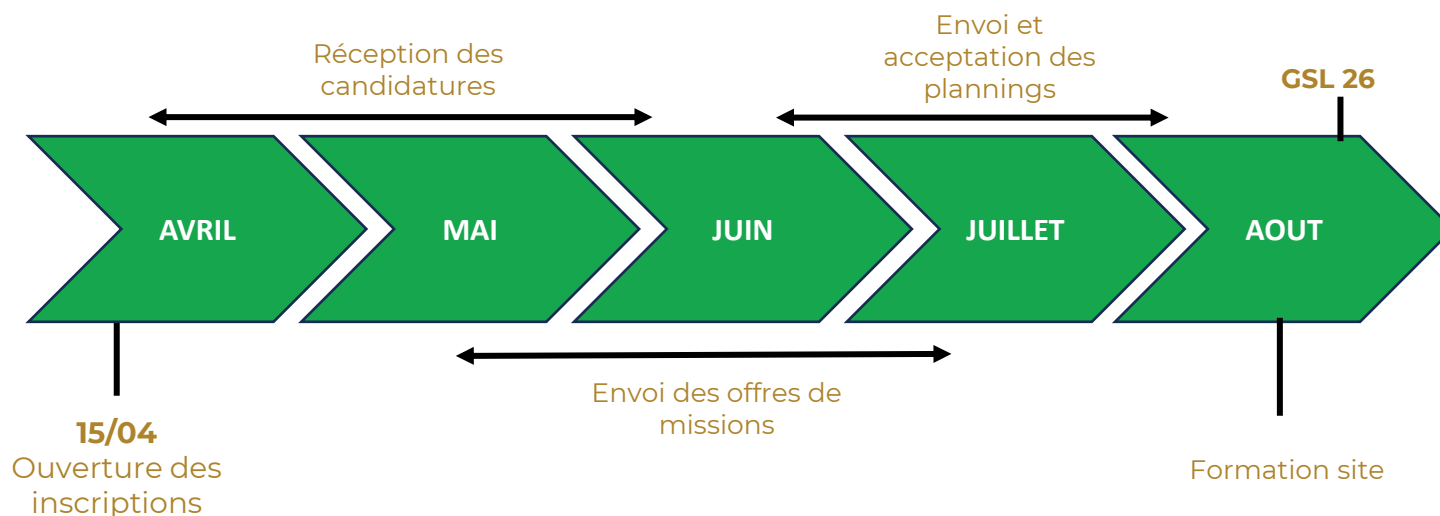 Réception des
candidatures
Envoi et
acceptation des
plannings
GSL 26
AVRIL
MAI
JUIN
JUILLET
AOUT
15/04
Ouverture des
inscriptions
Envoi des offres de
missions
Formation site